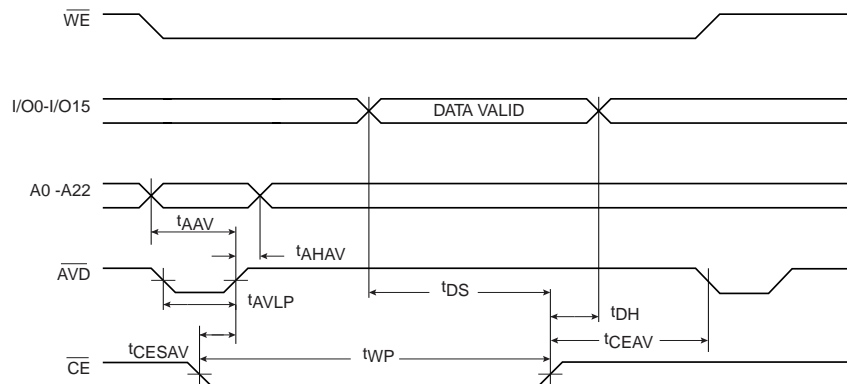 WE
I/O0-I/O15
DATA VALID
A0 -A22
tAAV
tAHAV
AVD
tAVLP
tDS
tDH
tCESAV
tWP
tCEAV
CE